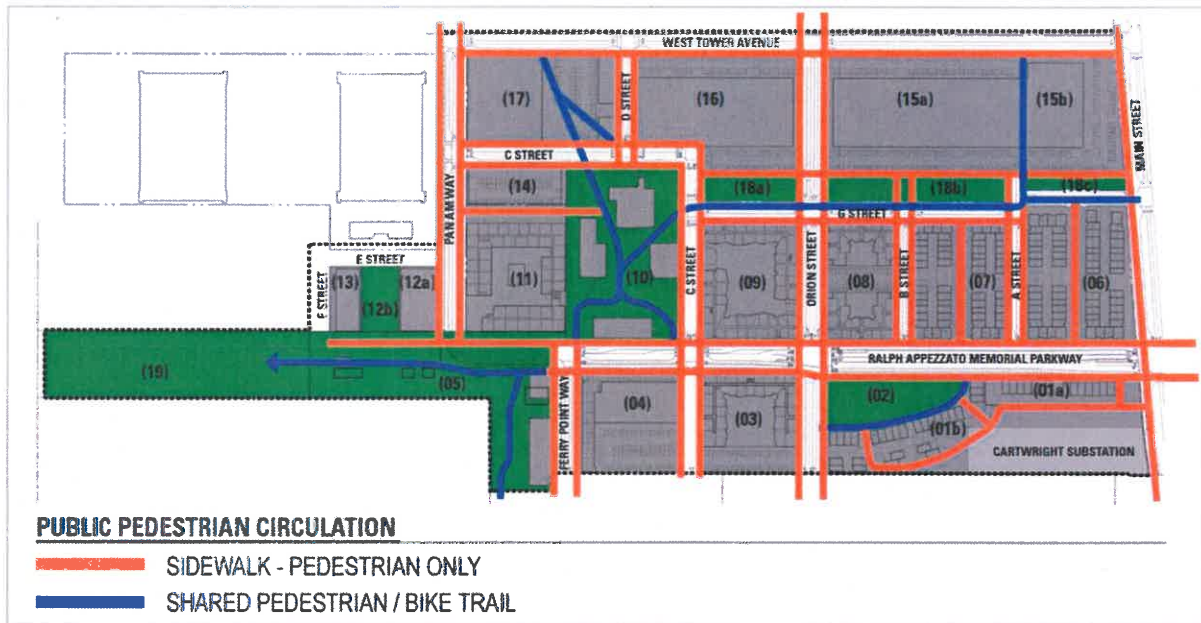 WEST TOWER AVENUE
(17)
D STREET
(16)
(15a)
(15b)
MAIN STREET
C STREET
PAN AM WAY
(14)
(18a)
(18b)
(18c)
G STREET
E STREET
F STREET
(13)
(12a)
(12b)
(11)
(10)
C STREET
(09)
ORION STREET
(08)
B STREET
(07)
A STREET
(06)
RALPH APPEZZATO MEMORIAL PARKWAY
(19)
(05)
FERRY POINT WAY
(04)
(03)
(02)
(01a)
(01b)
CARTWRIGHT SUBSTATION
PUBLIC PEDESTRIAN CIRCULATION
SIDEWALK - PEDESTRIAN ONLY
SHARED PEDESTRIAN / BIKE TRAIL